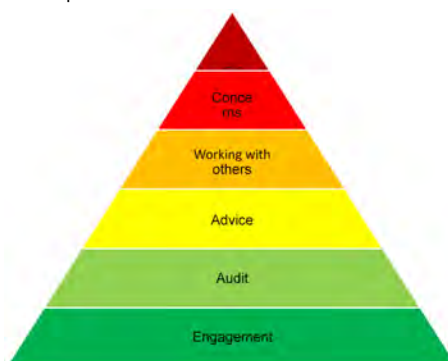 Conce
rns
Working with
others
Advice
Audit
Engagement